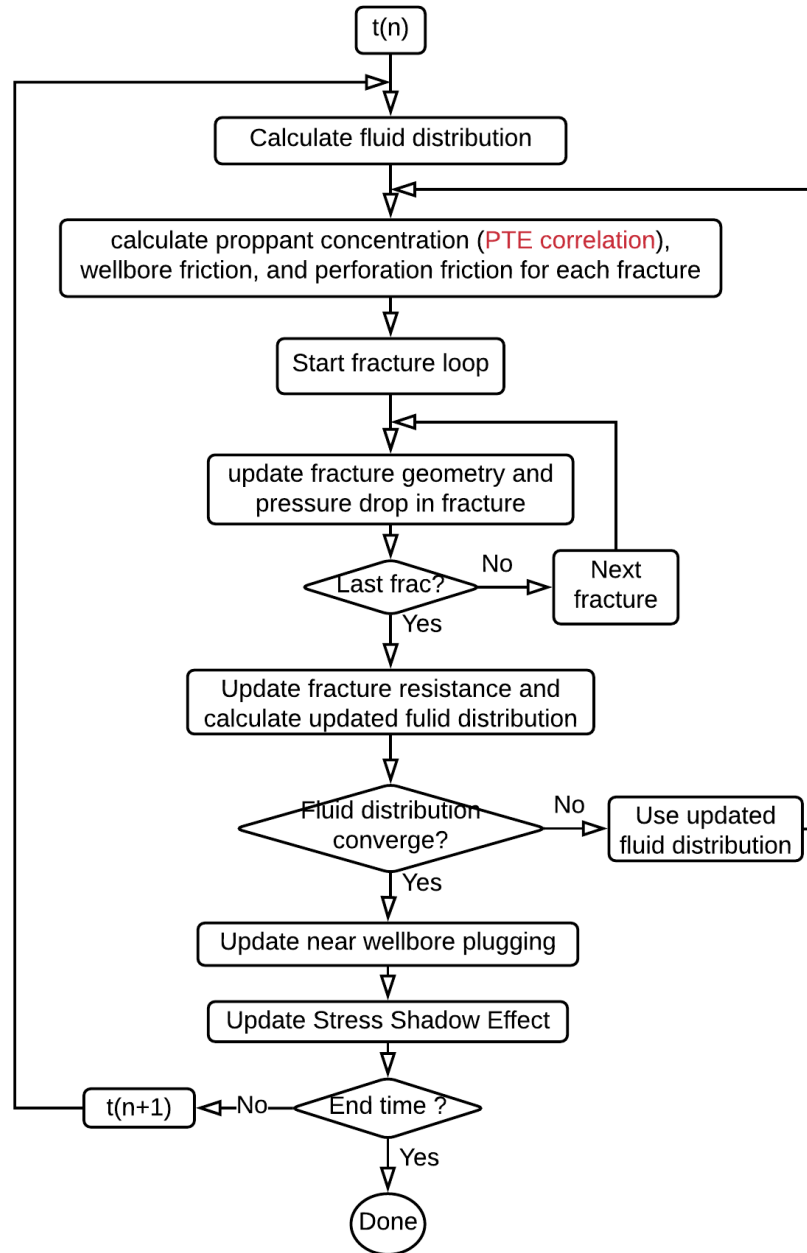 t(n)
Calculate fluid distribution
calculate proppant concentration (PTE correlation),
wellbore friction, and perforation friction for each fracture
Start fracture loop
update fracture geometry and
pressure drop in fracture
Last frac?
No
Next
fracture
Yes
Update fracture resistance and
calculate updated fulid distribution
Fluid distribution
converge?
No
Use updated
fluid distribution
Yes
Update near wellbore plugging
Update Stress Shadow Effect
End time ?
No
t(n+1)
Yes
Done